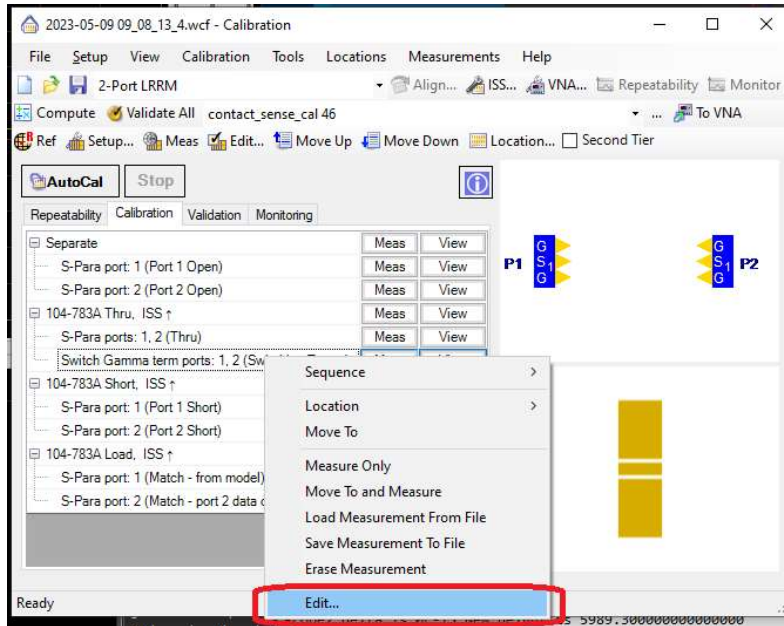 2023-05-09 09_08_13_4.wcf - Calibration
File Setup View Calibration Tools Locations Measurements Help
2-Port LRRM Align... ISS... VNA... Repeatability Monitor
Compute Validate All contact_sense_cal 46 ... To VNA
Ref Setup... Meas Edit... Move Up Move Down Location... Second Tier
AutoCal Stop
Repeatability Calibration Validation Monitoring
Separate Meas View
S-Para port: 1 (Port 1 Open) Meas View
S-Para port: 2 (Port 2 Open) Meas View
104-783A Thru, ISS ↑ Meas View
S-Para ports: 1, 2 (Thru) Meas View
Switch Gamma term ports: 1, 2
104-783A Short, ISS ↑
S-Para port: 1 (Port 1 Short)
S-Para port: 2 (Port 2 Short)
104-783A Load, ISS ↑
S-Para port: 1 (Match - from model)
S-Para port: 2 (Match - port 2 data
P1 G S1 G
G S1 G P2
Sequence
Location
Move To
Measure Only
Move To and Measure
Load Measurement From File
Save Measurement To File
Erase Measurement
Edit...
Ready
5989.300000000000000